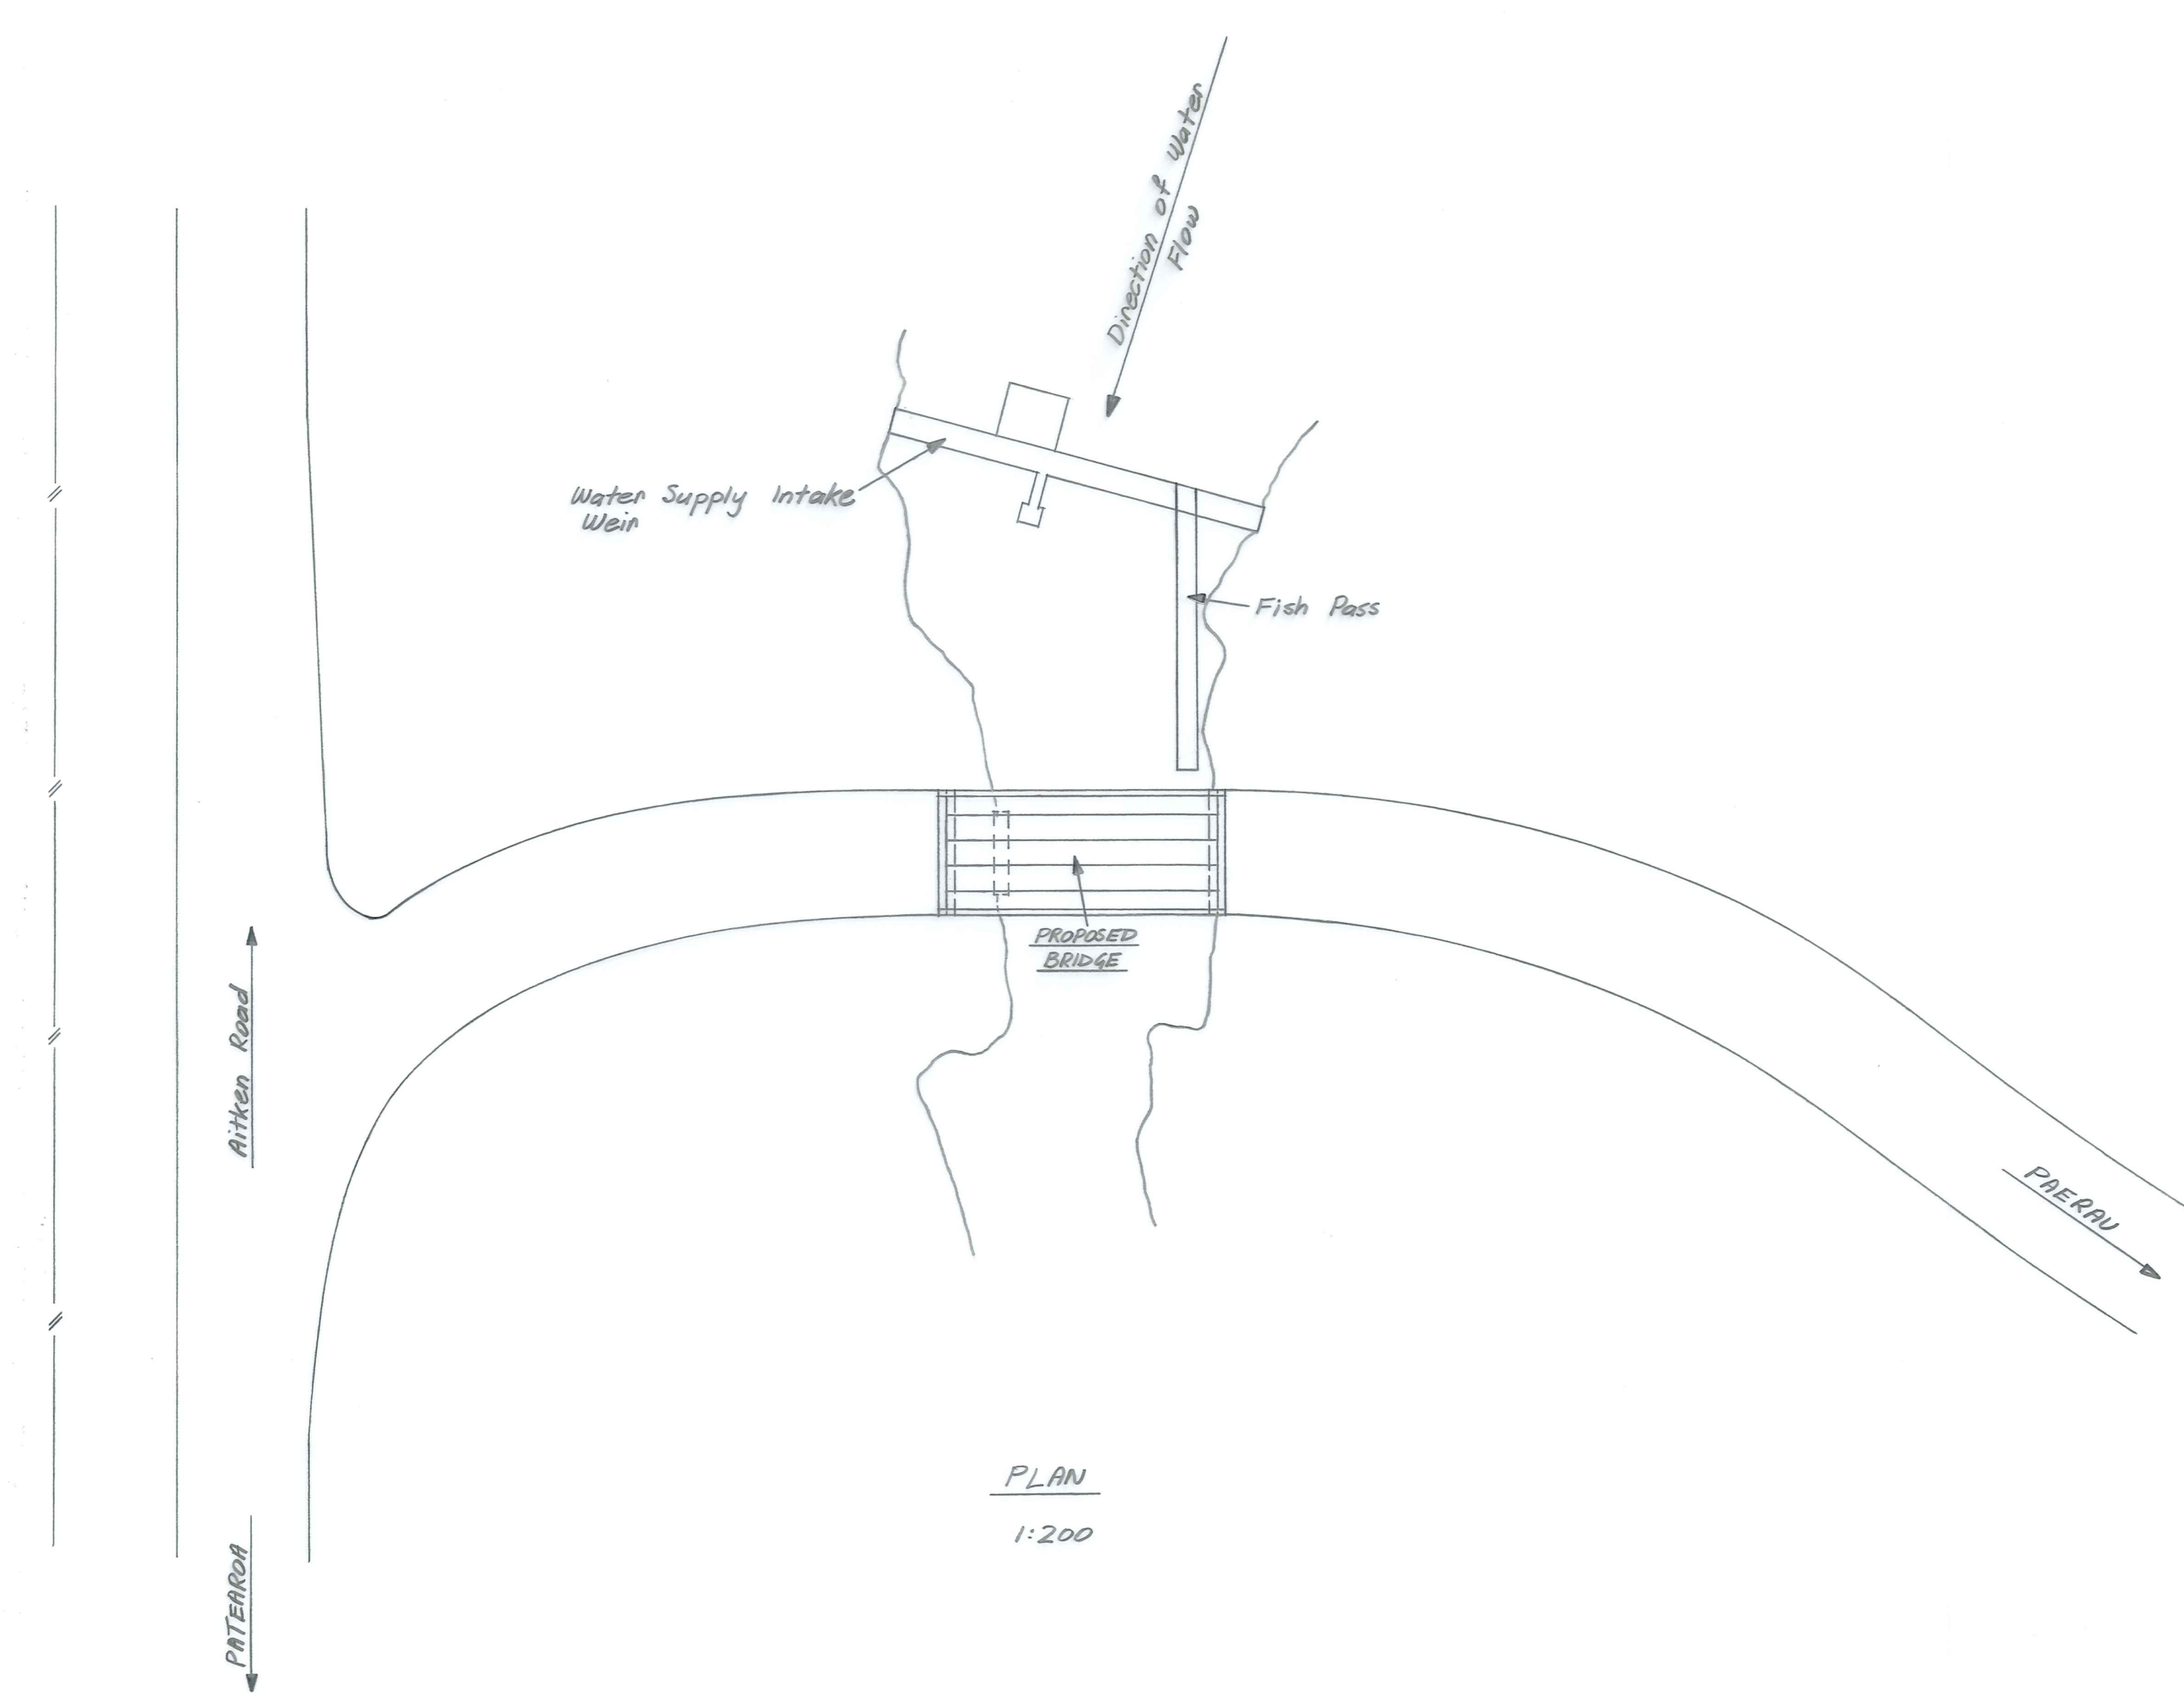 Direction of Water
Flow
Water Supply Intake
Weir
Fish Pass
PROPOSED
BRIDGE
Aitken Road
PAERAU
PLAN
1:200
PATEAROA